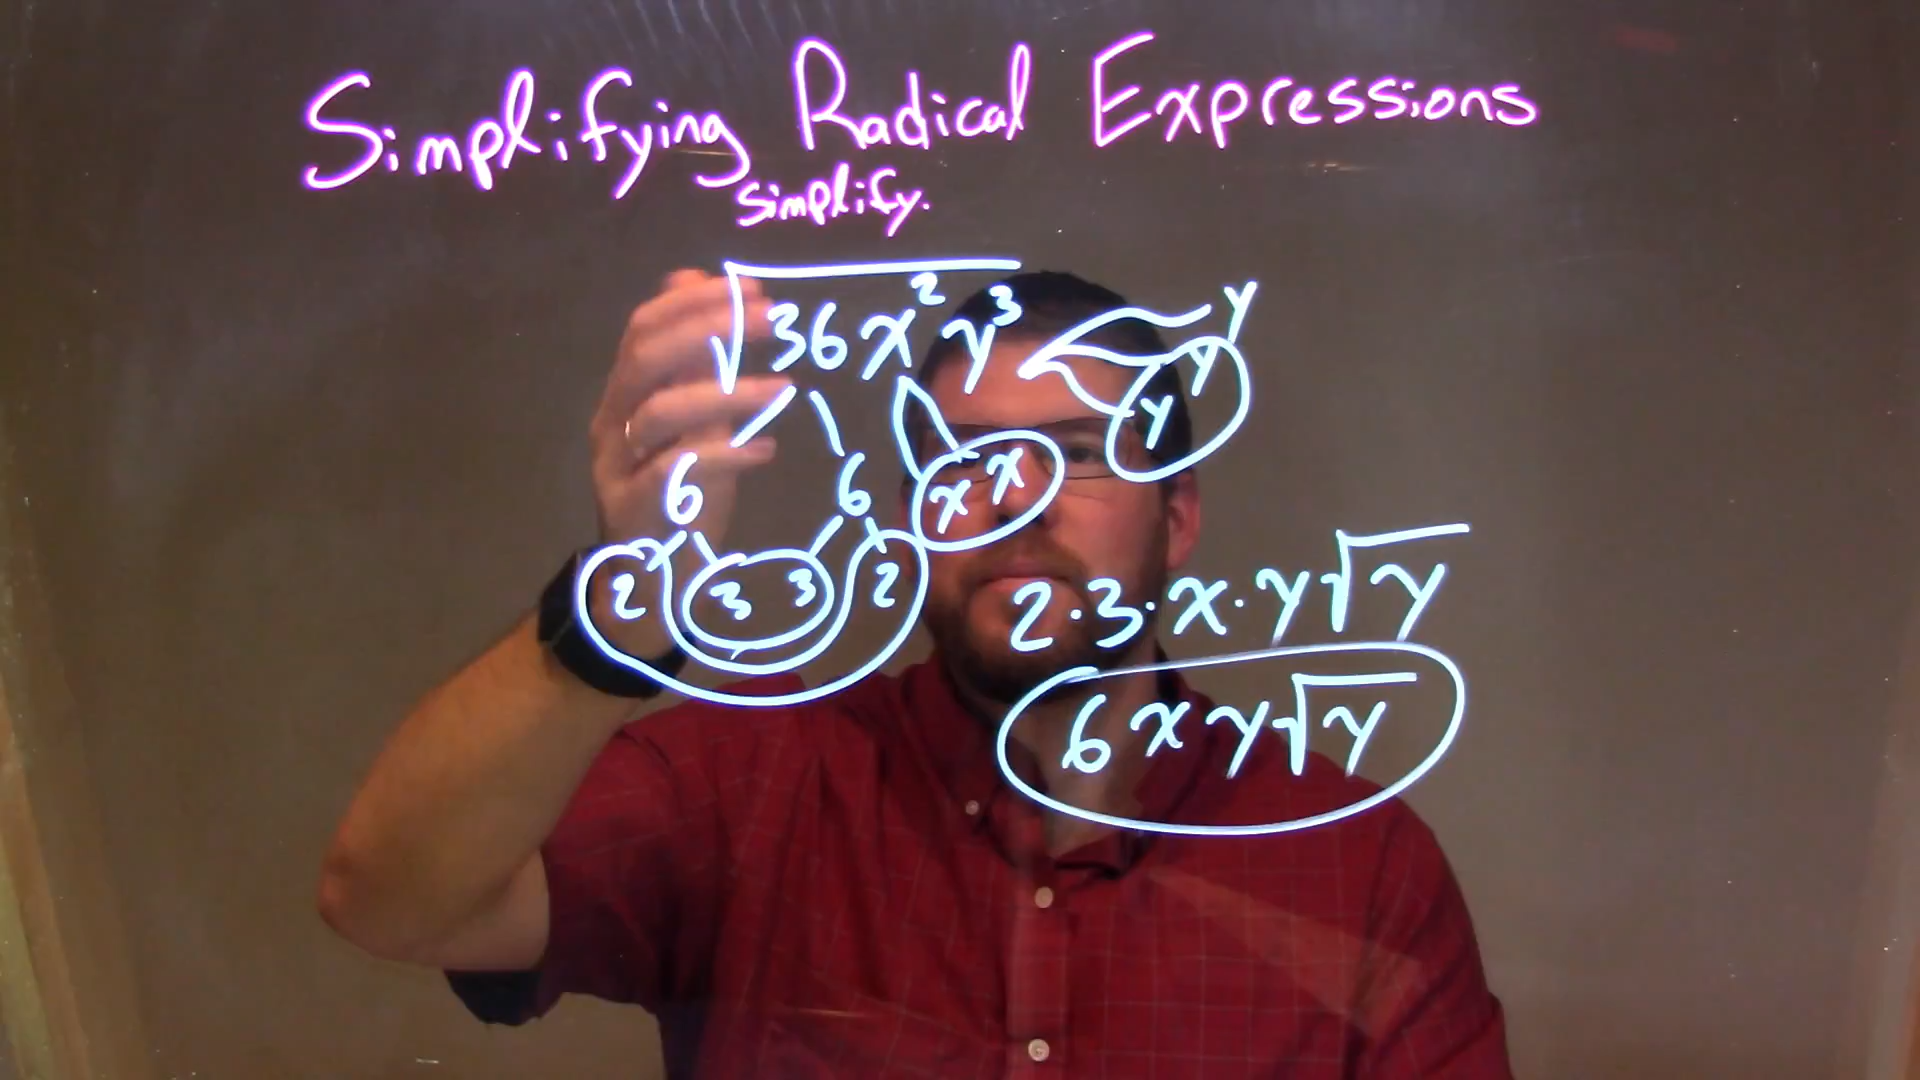 Simplifying Radical Expressions
simplify.
√36x²y³
y
y
y
6 6 x x
2 3 3 2
2·3·x·y√y
6xy√y